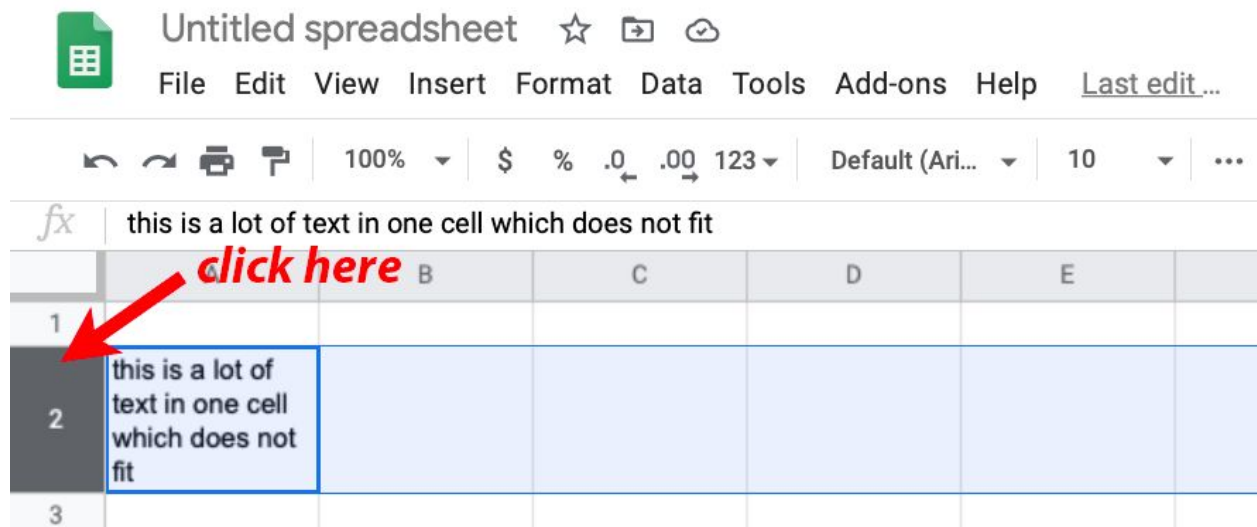 Untitled spreadsheet
File Edit View Insert Format Data Tools Add-ons Help Last edit ...
100% $ % .0 .00 123 Default (Ari... 10 ...
fx this is a lot of text in one cell which does not fit
click here
A B C D E
1
this is a lot of
text in one cell
2
which does not
fit
3